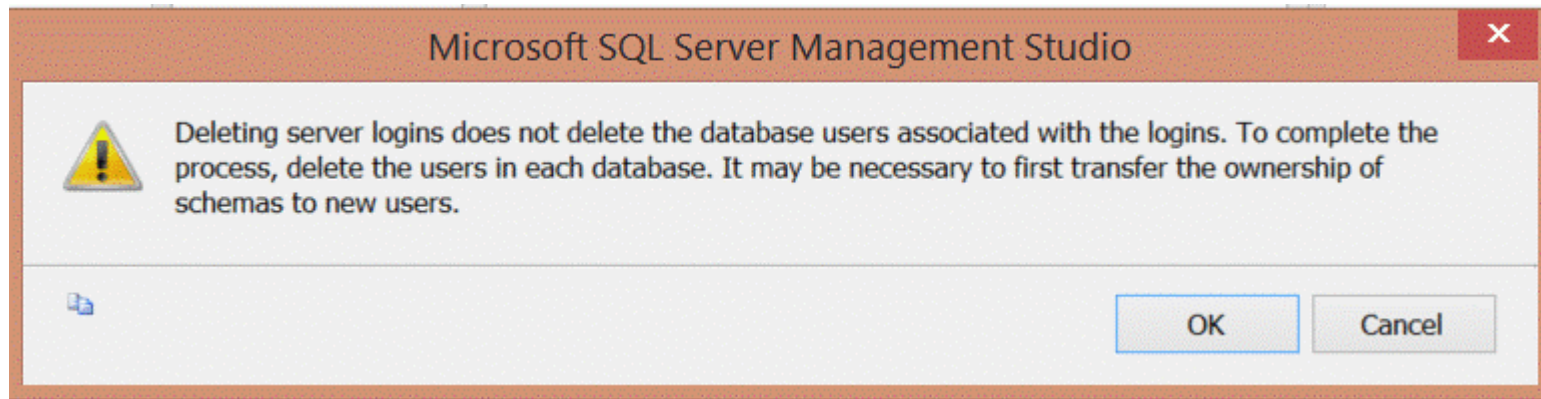 Microsoft SQL Server Management Studio
Deleting server logins does not delete the database users associated with the logins. To complete the
process, delete the users in each database. It may be necessary to first transfer the ownership of
schemas to new users.
OK
Cancel